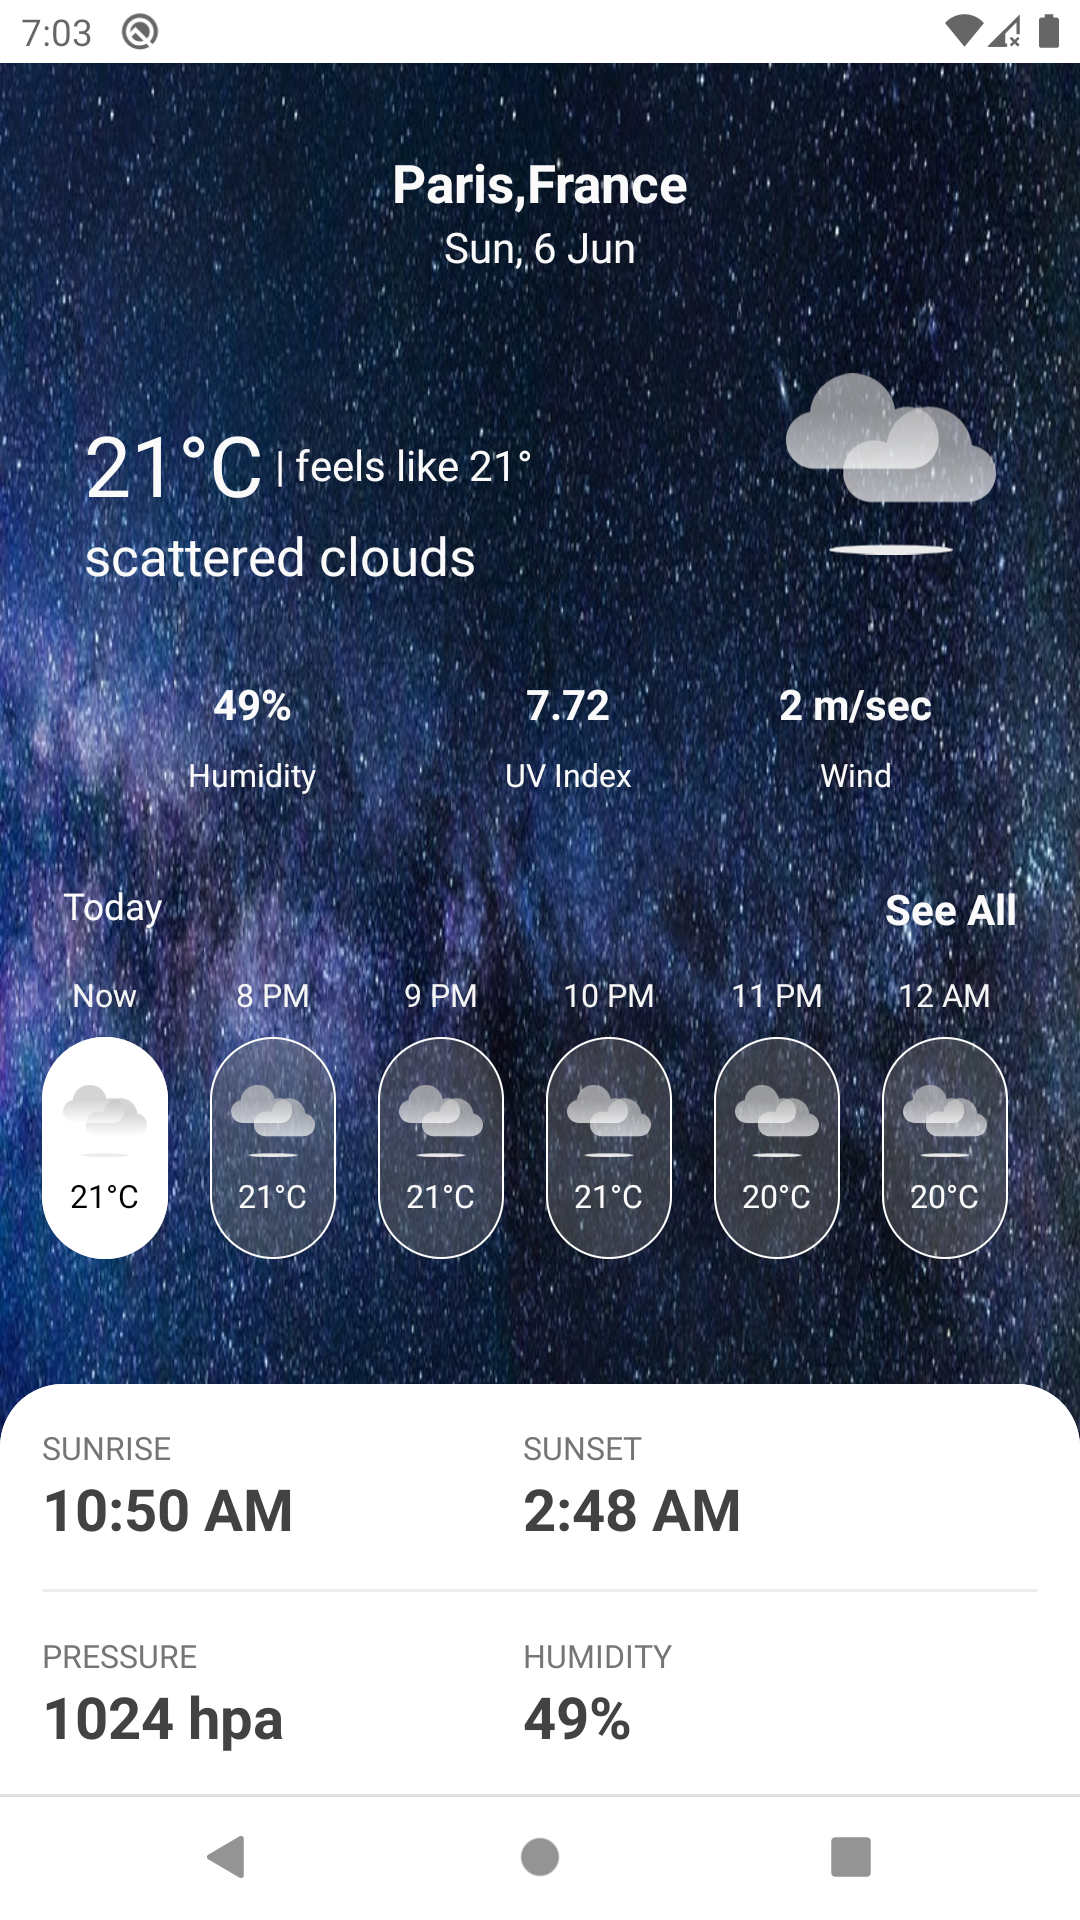 7:03
Paris,France
Sun, 6 Jun
21°C | feels like 21°
scattered clouds
49% 7.72 2 m/sec
Humidity UV Index Wind
Today See All
Now 8 PM 9 PM 10 PM 11 PM 12 AM
21°C 21°C 21°C 21°C 20°C 20°C
SUNRISE SUNSET
10:50 AM 2:48 AM
PRESSURE HUMIDITY
1024 hpa 49%